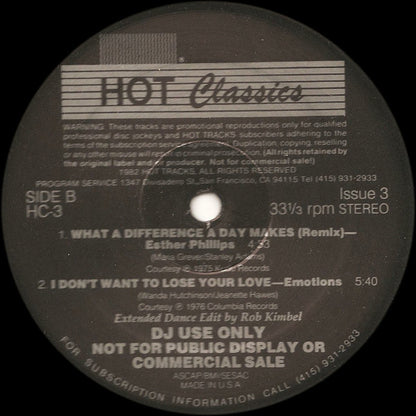 HOT Classics
WARNING: These tracks are promotional reproductions only for qualified
professional disc jockeys and HOT TRACKS subscribers adhering to the
terms of the subscription service agreement. Duplication, copying, reselling
or any other misuse will result in criminal prosecution. (All rights retained by
the original label and/or producer. Not for commercial sale!)
1982 HOT TRACKS, ALL RIGHTS RESERVED
PROGRAM SERVICE 1347 Divisadero St., San Francisco, CA 94115 Tel (415) 931-2933
SIDE B
HC-3
Issue 3
33⅓ rpm STEREO
1. WHAT A DIFFERENCE A DAY MAKES (Remix)—
Esther Phillips 4:33
(Maria Grever/Stanley Adams)
Courtesy ℗ 1975 Kudu Records
2. I DON'T WANT TO LOSE YOUR LOVE—Emotions 5:40
(Wanda Hutchinson/Jeanette Hawes)
Courtesy ℗ 1976 Columbia Records
Extended Dance Edit by Rob Kimbel
DJ USE ONLY
NOT FOR PUBLIC DISPLAY OR
COMMERCIAL SALE
ASCAP/BMI/SESAC
MADE IN U.S.A.
FOR SUBSCRIPTION INFORMATION CALL (415) 931-2933